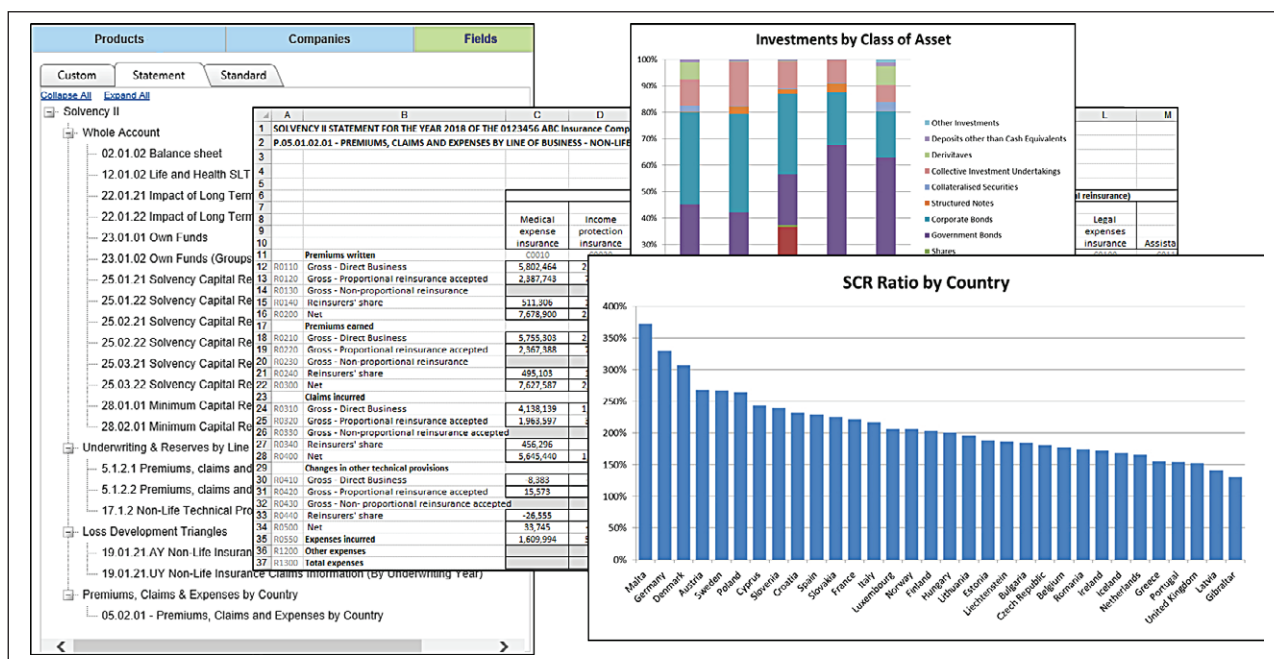 Products Companies Fields
Custom Statement Standard
Collapse All Expand All
Solvency II
Whole Account
02.01.02 Balance sheet
12.01.02 Life and Health SLT
22.01.21 Impact of Long Term
22.01.22 Impact of Long Term
23.01.01 Own Funds
23.01.02 Own Funds (Groups
25.01.21 Solvency Capital Re
25.01.22 Solvency Capital Re
25.02.21 Solvency Capital Re
25.02.22 Solvency Capital Re
25.03.21 Solvency Capital Re
25.03.22 Solvency Capital Re
28.01.01 Minimum Capital Re
28.02.01 Minimum Capital Re
Underwriting & Reserves by Line
5.1.2.1 Premiums, claims and
5.1.2.2 Premiums, claims and
17.1.2 Non-Life Technical Pro
Loss Development Triangles
19.01.21.AY Non-Life Insuran
19.01.21.UY Non-Life Insurance Claims Information (By Underwriting Year)
Premiums, Claims & Expenses by Country
05.02.01 - Premiums, Claims and Expenses by Country
A B C D
1 SOLVENCY II STATEMENT FOR THE YEAR 2018 OF THE 0123456 ABC Insurance Comp
2 P.05.01.02.01 - PREMIUMS, CLAIMS AND EXPENSES BY LINE OF BUSINESS - NON-LIFE
3
4
5
6
7
8 Medical Income
9 expense protection
10 insurance insurance
11 Premiums written C0010
12 R0110 Gross - Direct Business 5,802,464 2
13 R0120 Gross - Proportional reinsurance accepted 2,387,743
14 R0130 Gross - Non-proportional reinsurance
15 R0140 Reinsurers' share 511,306
16 R0200 Net 7,678,900 2
17 Premiums earned
18 R0210 Gross - Direct Business 5,755,303 2
19 R0220 Gross - Proportional reinsurance accepted 2,367,388
20 R0230 Gross - Non-proportional reinsurance
21 R0240 Reinsurers' share 495,103
22 R0300 Net 7,627,587 2
23 Claims incurred
24 R0310 Gross - Direct Business 4,138,139 1
25 R0320 Gross - Proportional reinsurance accepted 1,963,597
26 R0330 Gross - Non-proportional reinsurance accepted
27 R0340 Reinsurers' share 456,296
28 R0400 Net 5,645,440 1
29 Changes in other technical provisions
30 R0410 Gross - Direct Business -8,383
31 R0420 Gross - Proportional reinsurance accepted 15,573
32 R0430 Gross - Non- proportional reinsurance accepted
33 R0440 Reinsurers' share -26,555
34 R0500 Net 33,745
35 R0550 Expenses incurred 1,609,994 5
36 R1200 Other expenses
37 R1300 Total expenses
Investments by Class of Asset
100%
90%
80%
70%
60%
50%
40%
30%
Other Investments
Deposits other than Cash Equivalents
Derivitaves
Collective Investment Undertakings
Collateralised Securities
Structured Notes
Corporate Bonds
Government Bonds
Shares
L M
al reinsurance)
Legal
expenses
insurance Assista
SCR Ratio by Country
400%
350%
300%
250%
200%
150%
100%
50%
0%
Malta
Germany
Denmark
Austria
Sweden
Poland
Cyprus
Slovenia
Croatia
Spain
Slovakia
France
Italy
Luxembourg
Norway
Finland
Hungary
Lithuania
Estonia
Liechtenstein
Bulgaria
Czech Republic
Belgium
Romania
Ireland
Iceland
Netherlands
Greece
Portugal
United Kingdom
Latvia
Gibraltar